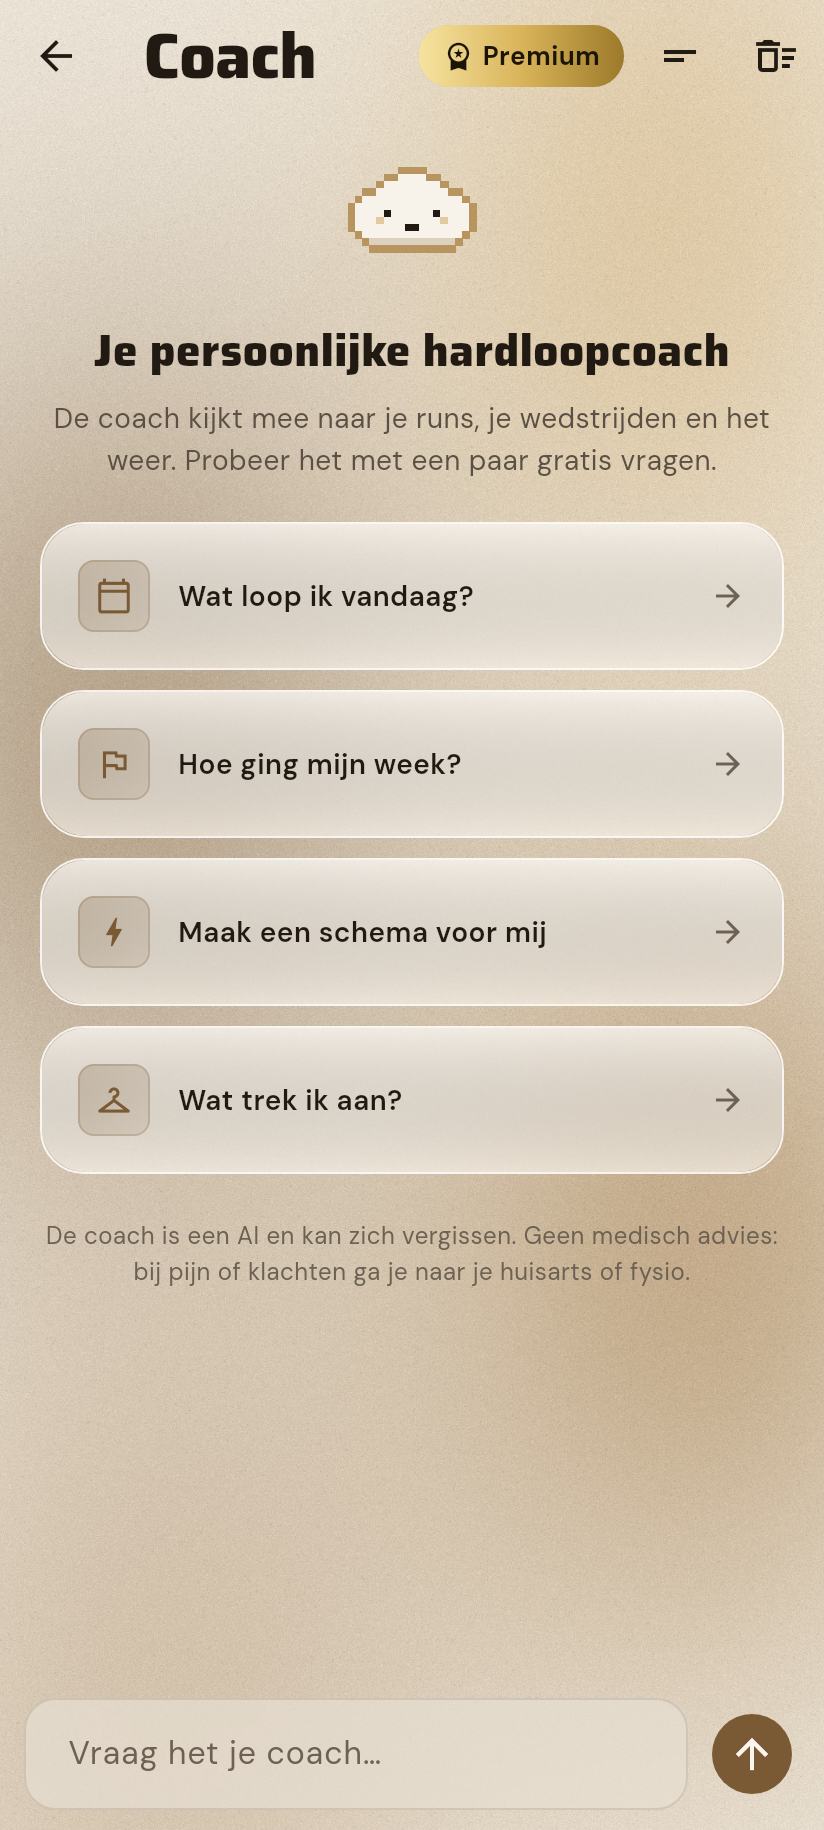 Coach
Premium
Je persoonlijke hardloopcoach
De coach kijkt mee naar je runs, je wedstrijden en het
weer. Probeer het met een paar gratis vragen.
Wat loop ik vandaag?
Hoe ging mijn week?
Maak een schema voor mij
Wat trek ik aan?
De coach is een AI en kan zich vergissen. Geen medisch advies:
bij pijn of klachten ga je naar je huisarts of fysio.
Vraag het je coach…